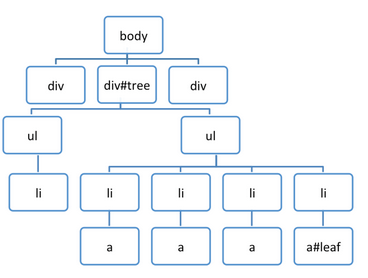 body
div div#tree div
ul ul
li li li li li
a a a a#leaf